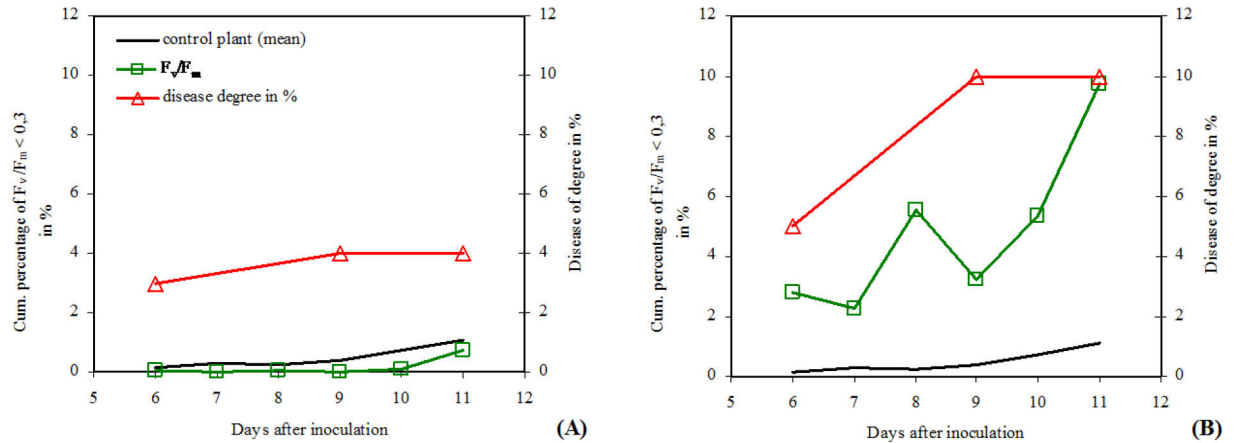 12
10
8
6
4
2
0
Cum. percentage of Fv/Fm < 0,3
in %
control plant (mean)
Fv/Fm
disease degree in %
12
10
8
6
4
2
0
Disease of degree in %
5 6 7 8 9 10 11 12
Days after inoculation
(A)
12
10
8
6
4
2
0
Cum. percentage of Fv/Fm < 0,3
in %
12
10
8
6
4
2
0
Disease of degree in %
5 6 7 8 9 10 11 12
Days after inoculation
(B)